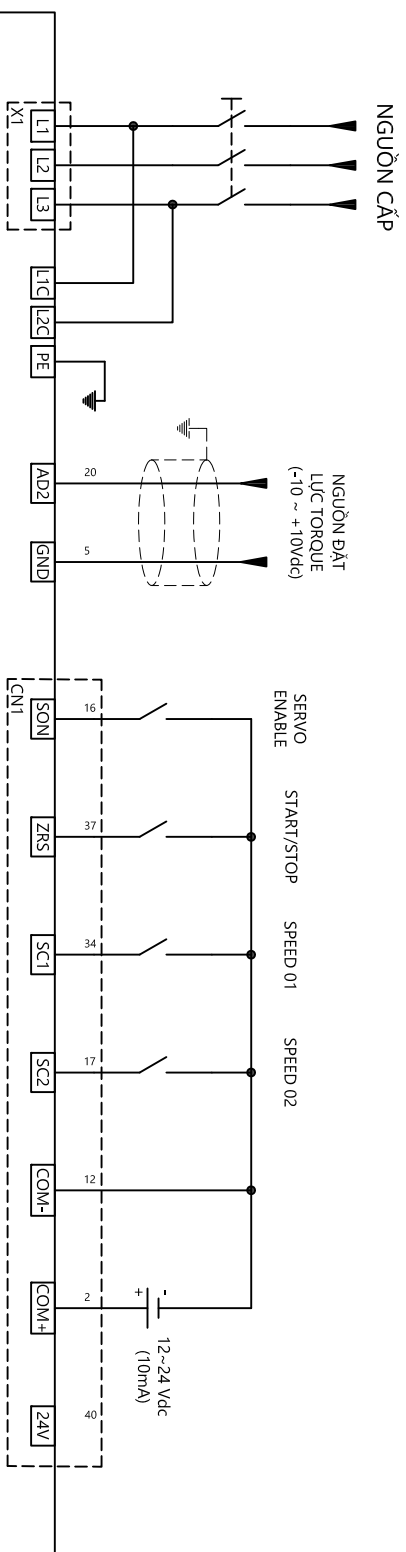 NGUỒN CẤP
L1
L2
L3
X1
L1C
L2C
PE
NGUỒN ĐẶT
LỰC TORQUE
(-10 ~ +10Vdc)
20
AD2
5
GND
SERVO
ENABLE
16
SON
CN1
START/STOP
37
ZRS
SPEED 01
34
SC1
SPEED 02
17
SC2
12
COM-
2
COM+
-
+
12~24 Vdc
(10mA)
40
24V